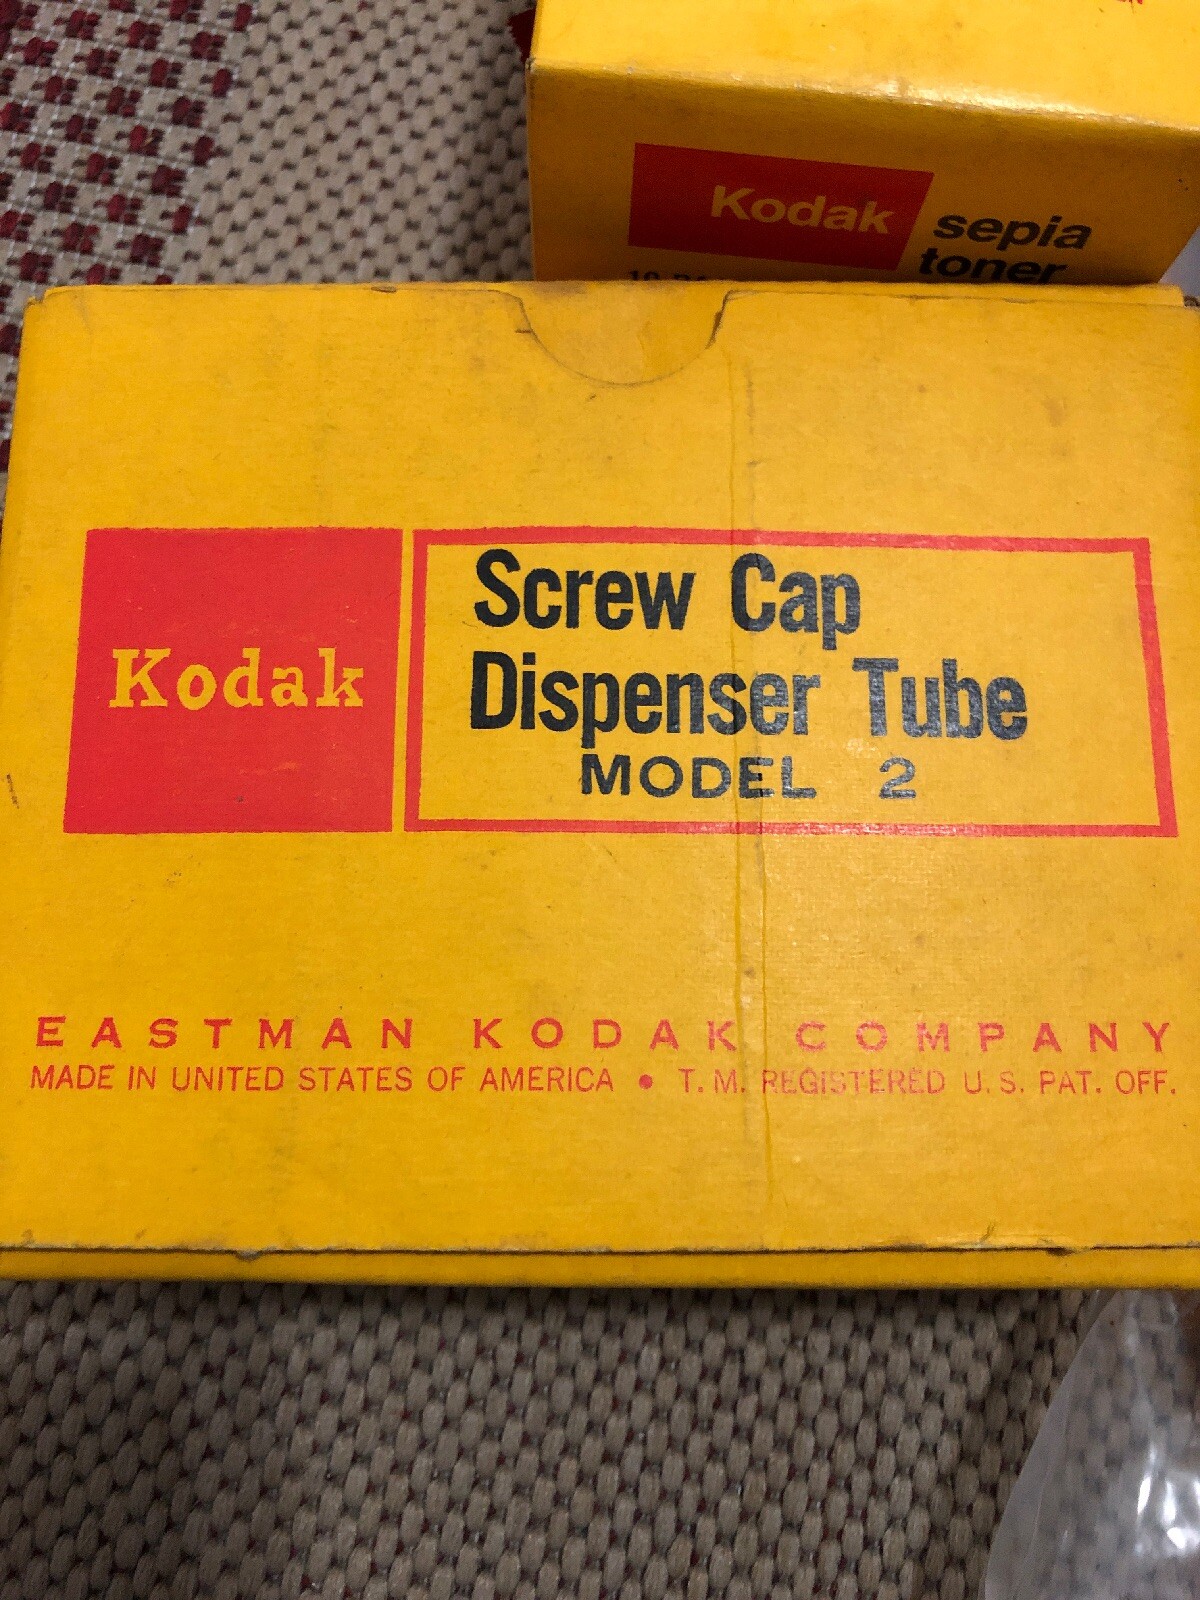 Kodak
sepia
toner
10
Kodak
Screw Cap
Dispenser Tube
MODEL 2
EASTMAN KODAK COMPANY
MADE IN UNITED STATES OF AMERICA • T. M. REGISTERED U. S. PAT. OFF.